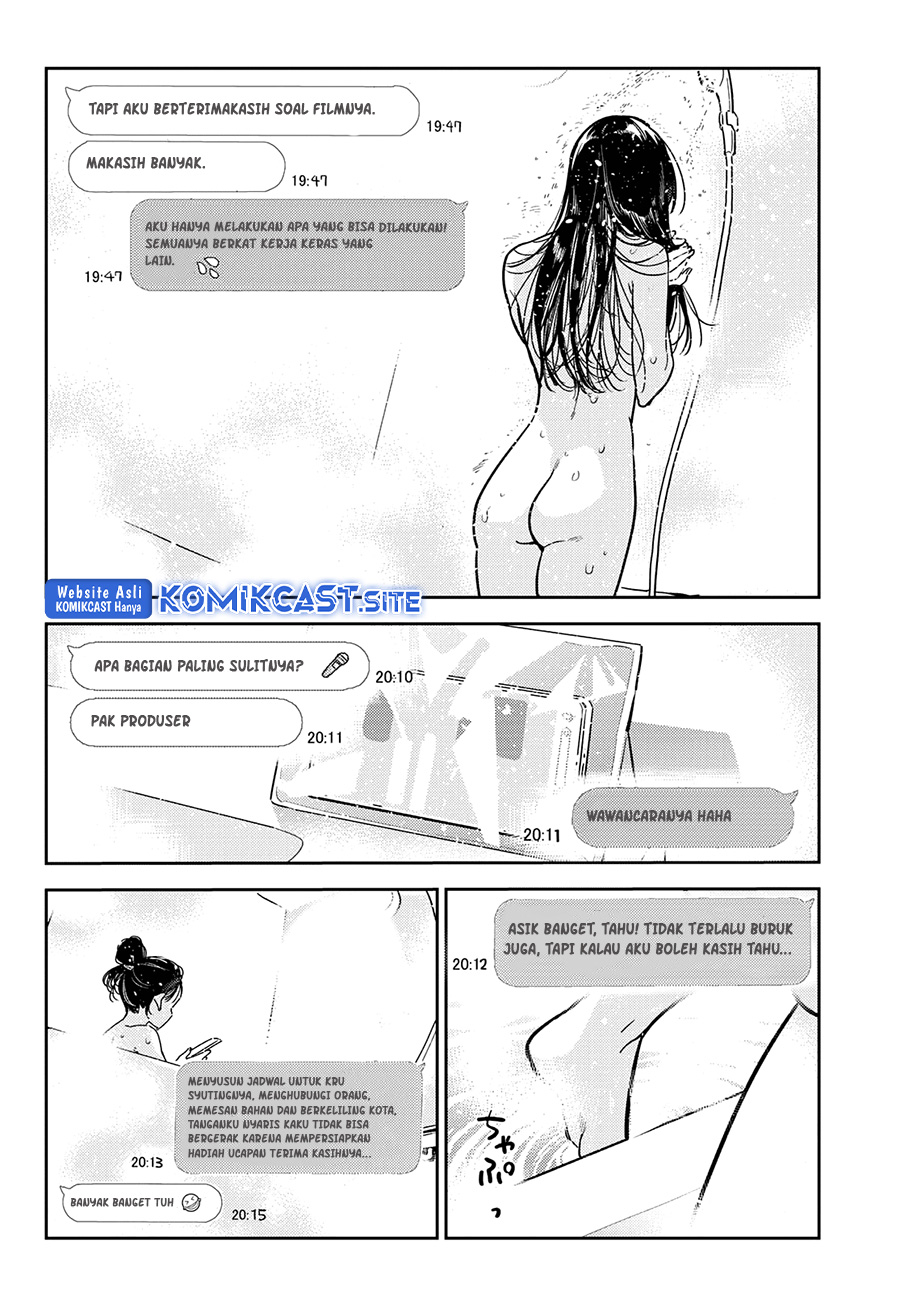 TAPI AKU BERTERIMAKASIH SOAL FILMNYA.
19:47
MAKASIH BANYAK.
19:47
AKU HANYA MELAKUKAN APA YANG BISA DILAKUKAN!
SEMUANYA BERKAT KERJA KERAS YANG
LAIN.
19:47
Website Asli
KOMIKCAST Hanya
KOMIKCAST.SITE
APA BAGIAN PALING SULITNYA?
20:10
PAK PRODUSER
20:11
WAWANCARANYA HAHA
20:11
MENYUSUN JADWAL UNTUK KRU
SYUTINGNYA, MENGHUBUNGI ORANG,
MEMESAN BAHAN DAN BERKELILING KOTA,
TANGANKU NYARIS KAKU TIDAK BISA
BERGERAK KARENA MEMPERSIAPKAN
HADIAH UCAPAN TERIMA KASIHNYA...
20:13
BANYAK BANGET TUH
20:15
ASIK BANGET, TAHU! TIDAK TERLALU BURUK
JUGA, TAPI KALAU AKU BOLEH KASIH TAHU...
20:12
ちゃ
ぷ
っ